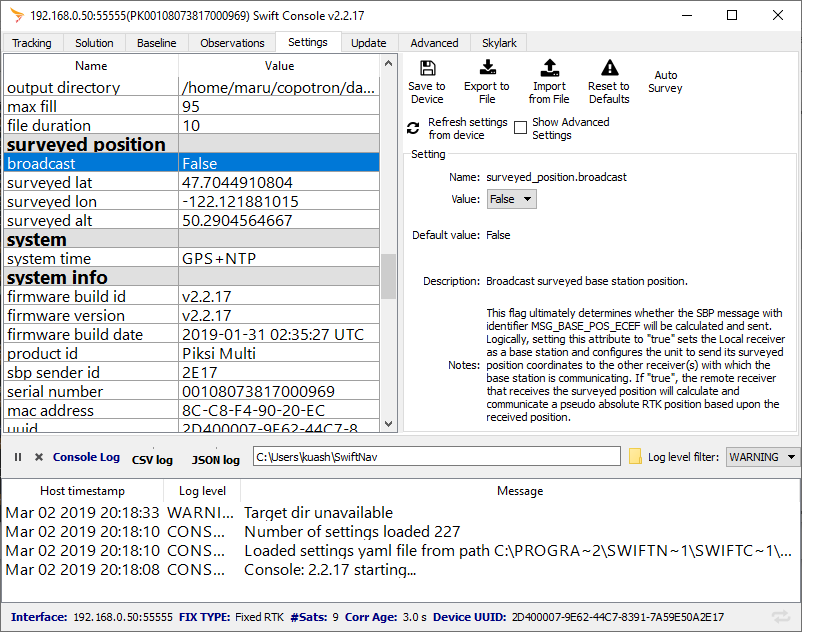 192.168.0.50:55555(PK00108073817000969) Swift Console v2.2.17
Tracking Solution Baseline Observations Settings Update Advanced Skylark
Name Value
output directory /home/maru/copotron/da...
max fill 95
file duration 10
surveyed position
broadcast False
surveyed lat 47.7044910804
surveyed lon -122.121881015
surveyed alt 50.2904564667
system
system time GPS+NTP
system info
firmware build id v2.2.17
firmware version v2.2.17
firmware build date 2019-01-31 02:35:27 UTC
product id Piksi Multi
sbp sender id 2E17
serial number 00108073817000969
mac address 8C-C8-F4-90-20-EC
uuid 2D400007-9E62-44C7-8
Save to Device
Export to File
Import from File
Reset to Defaults
Auto Survey
Refresh settings from device
Show Advanced Settings
Setting
Name: surveyed_position.broadcast
Value: False
Default value: False
Description: Broadcast surveyed base station position.
Notes:
This flag ultimately determines whether the SBP message with
identifier MSG_BASE_POS_ECEF will be calculated and sent.
Logically, setting this attribute to "true" sets the Local receiver
as a base station and configures the unit to send its surveyed
position coordinates to the other receiver(s) with which the
base station is communicating. If "true", the remote receiver
that receives the surveyed position will calculate and
communicate a pseudo absolute RTK position based upon the
received position.
Console Log CSV log JSON log C:\Users\kuash\SwiftNav Log level filter: WARNING
Host timestamp Log level Message
Mar 02 2019 20:18:33 WARNI... Target dir unavailable
Mar 02 2019 20:18:10 CONS... Number of settings loaded 227
Mar 02 2019 20:18:10 CONS... Loaded settings yaml file from path C:\PROGRA~2\SWIFTN~1\SWIFTC~1\...
Mar 02 2019 20:18:08 CONS... Console: 2.2.17 starting...
Interface: 192.168.0.50:55555 FIX TYPE: Fixed RTK #Sats: 9 Corr Age: 3.0 s Device UUID: 2D400007-9E62-44C7-8391-7A59E50A2E17